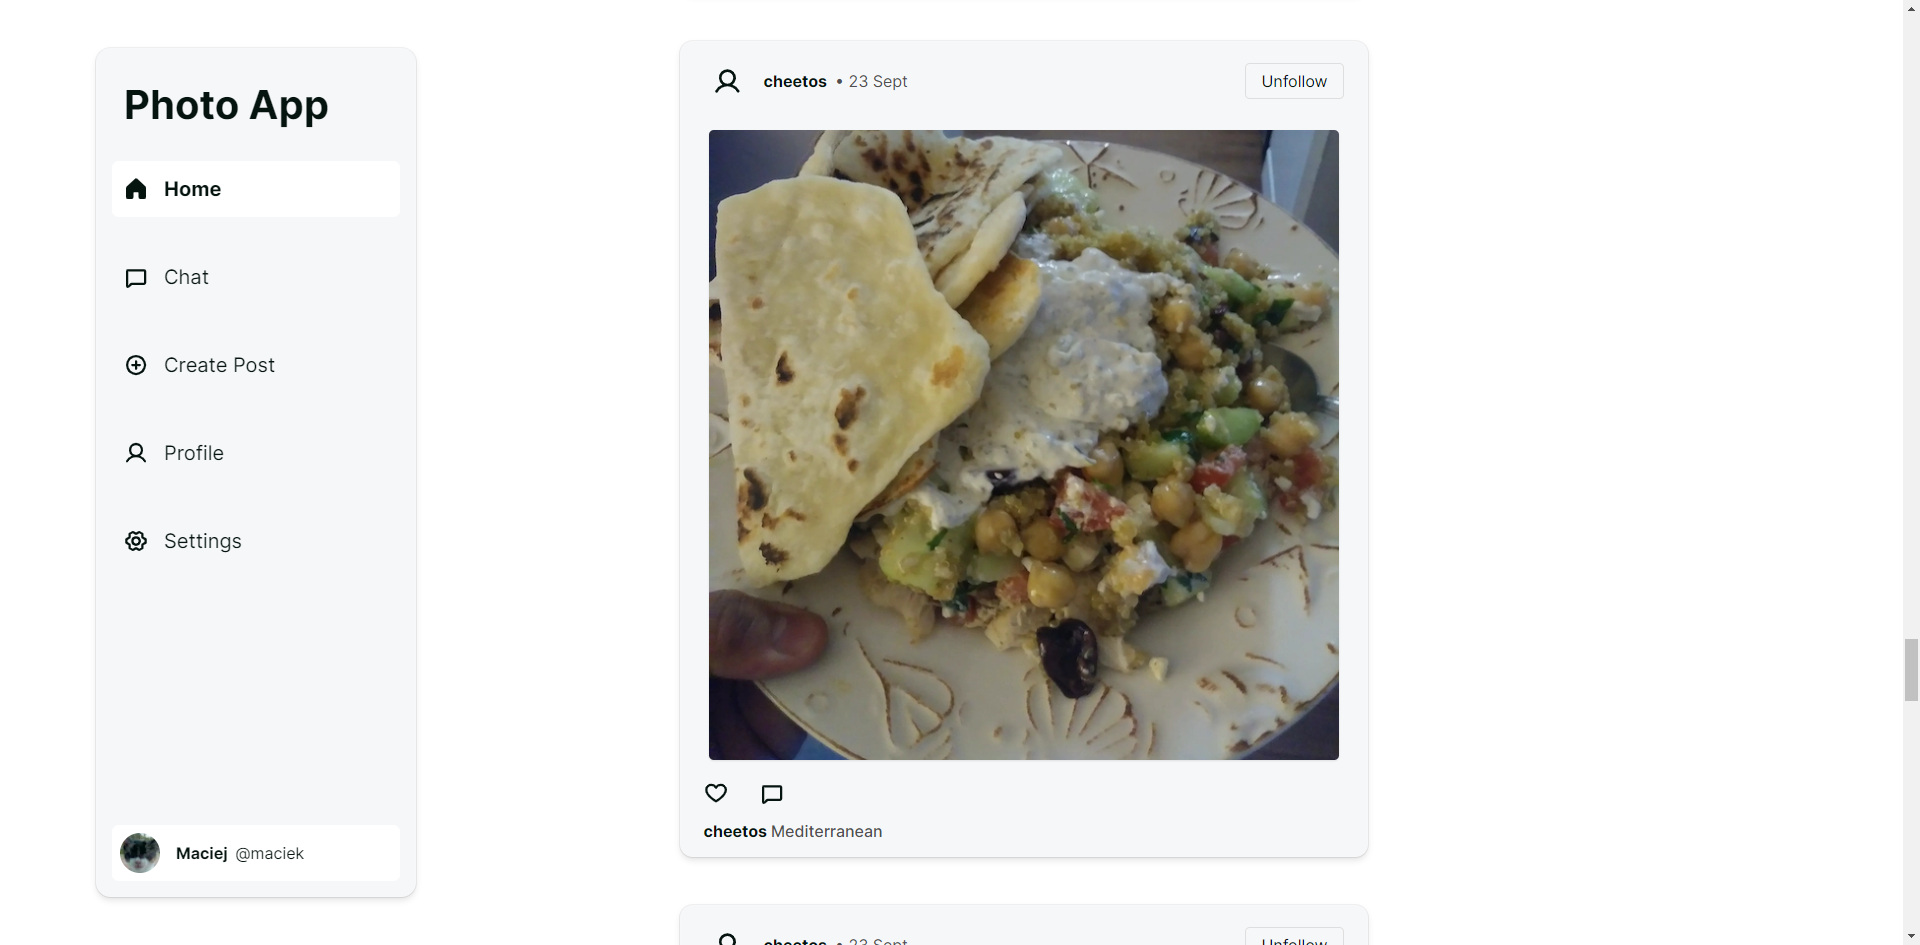 Photo App
Home
Chat
Create Post
Profile
Settings
Maciej @maciek
cheetos • 23 Sept
Unfollow
cheetos Mediterranean
cheetos • 23 Sept
Unfollow